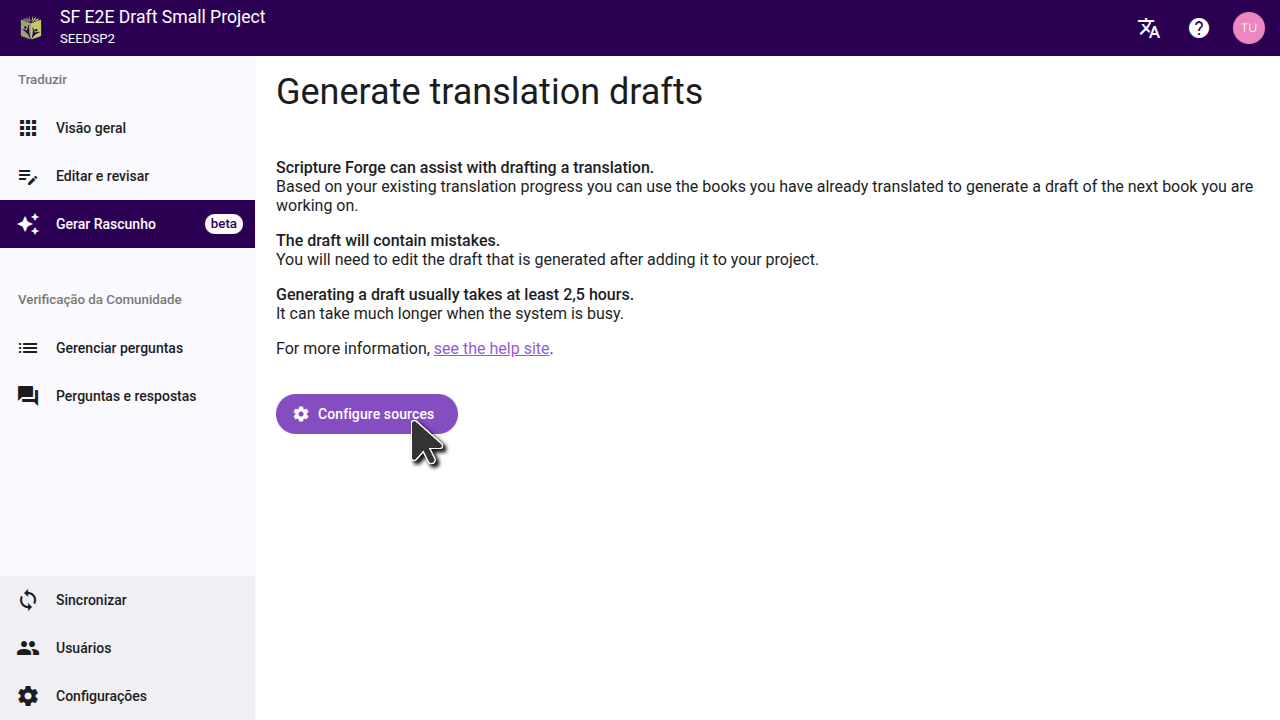 SF E2E Draft Small Project
SEEDSP2
TU
Traduzir
Visão geral
Editar e revisar
Gerar Rascunho beta
Verificação da Comunidade
Gerenciar perguntas
Perguntas e respostas
Sincronizar
Usuários
Configurações
Generate translation drafts
Scripture Forge can assist with drafting a translation.
Based on your existing translation progress you can use the books you have already translated to generate a draft of the next book you are
working on.
The draft will contain mistakes.
You will need to edit the draft that is generated after adding it to your project.
Generating a draft usually takes at least 2,5 hours.
It can take much longer when the system is busy.
For more information, see the help site.
Configure sources